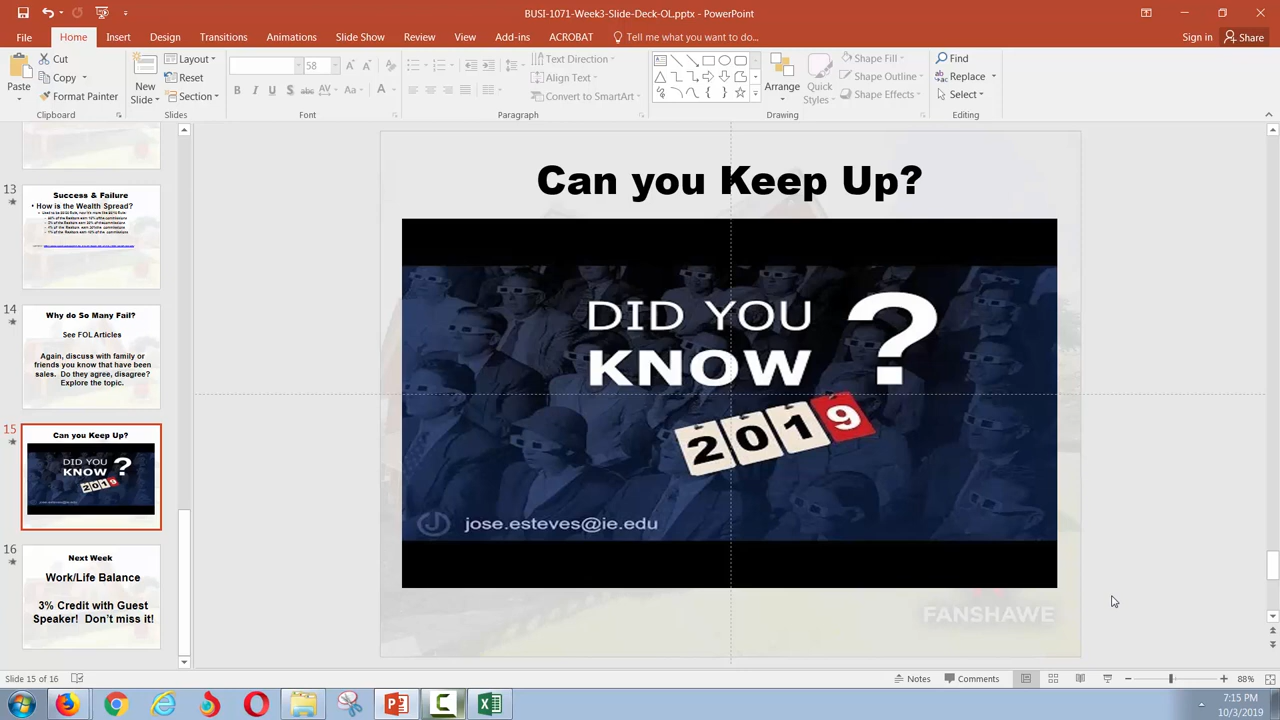 BUSI-1071-Week3-Slide-Deck-OL.pptx - PowerPoint
File Home Insert Design Transitions Animations Slide Show Review View Add-ins ACROBAT Tell me what you want to do... Sign in Share
Paste
Cut
Copy
Format Painter
Clipboard
New Slide
Layout
Reset
Section
Slides
58
B I U S abc AV Aa A
Font
Text Direction
Align Text
Convert to SmartArt
Paragraph
Arrange
Quick Styles
Shape Fill
Shape Outline
Shape Effects
Drawing
Find
Replace
Select
Editing
13
Success & Failure
• How is the Wealth Spread?
14
Why do So Many Fail?
See FOL Articles
Again, discuss with family or
friends you know that have been
sales. Do they agree, disagree?
Explore the topic.
15
Can you Keep Up?
DID YOU
KNOW ?
2019
16
Next Week
Work/Life Balance
3% Credit with Guest
Speaker! Don't miss it!
Can you Keep Up?
DID YOU
KNOW ?
2019
jose.esteves@ie.edu
FANSHAWE
Slide 15 of 16 Notes Comments 88%
7:15 PM
10/3/2019